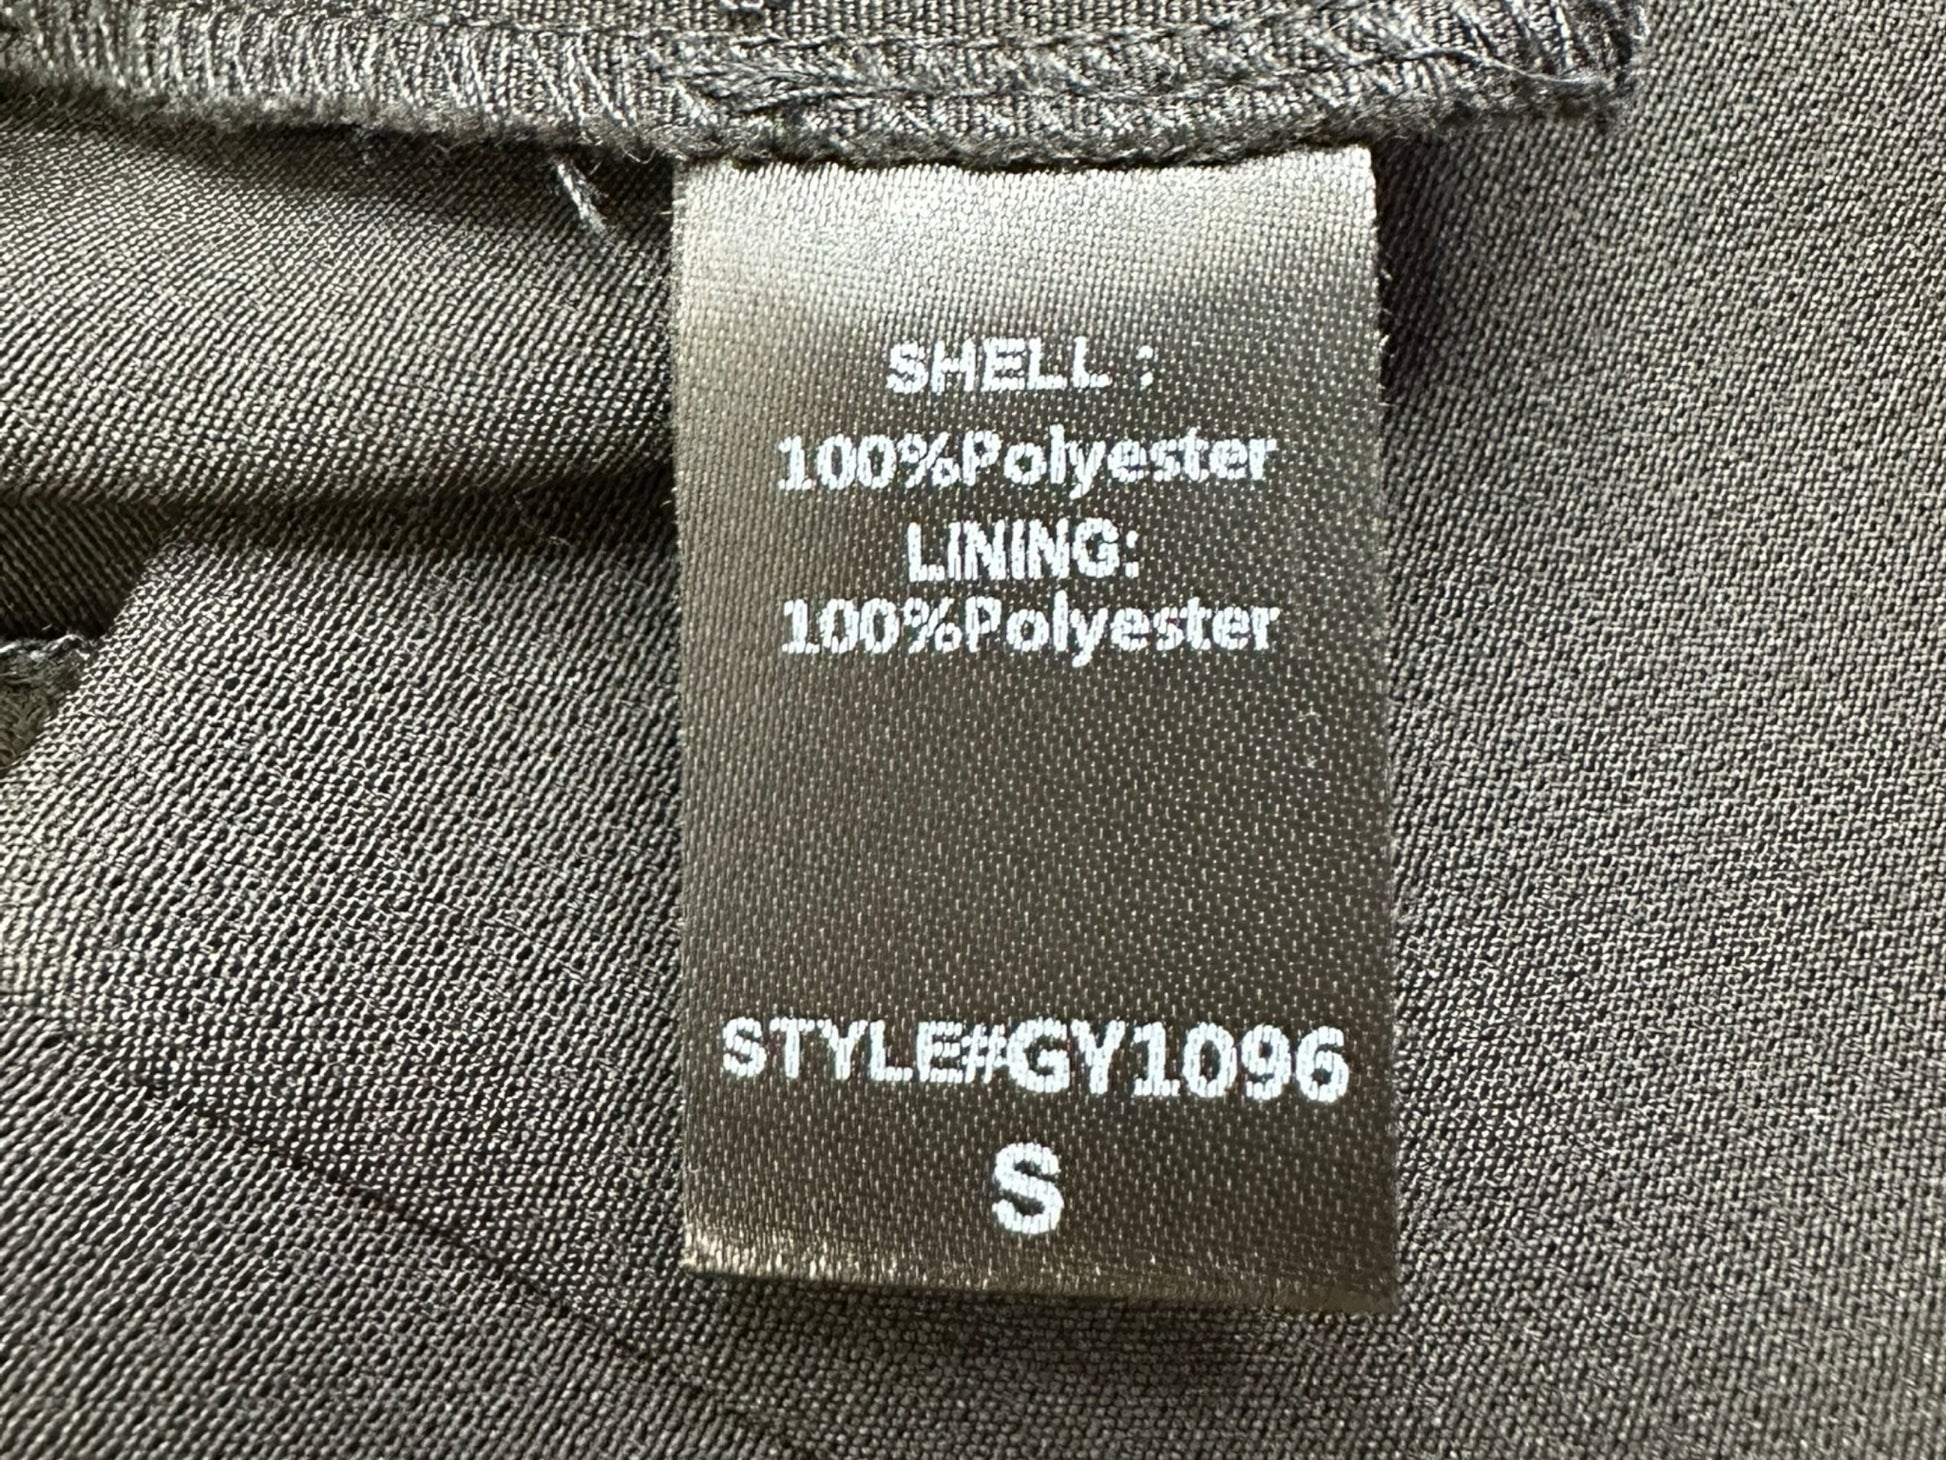 SHELL :
100%Polyester
LINING:
100%Polyester
STYLE#GY1096
S